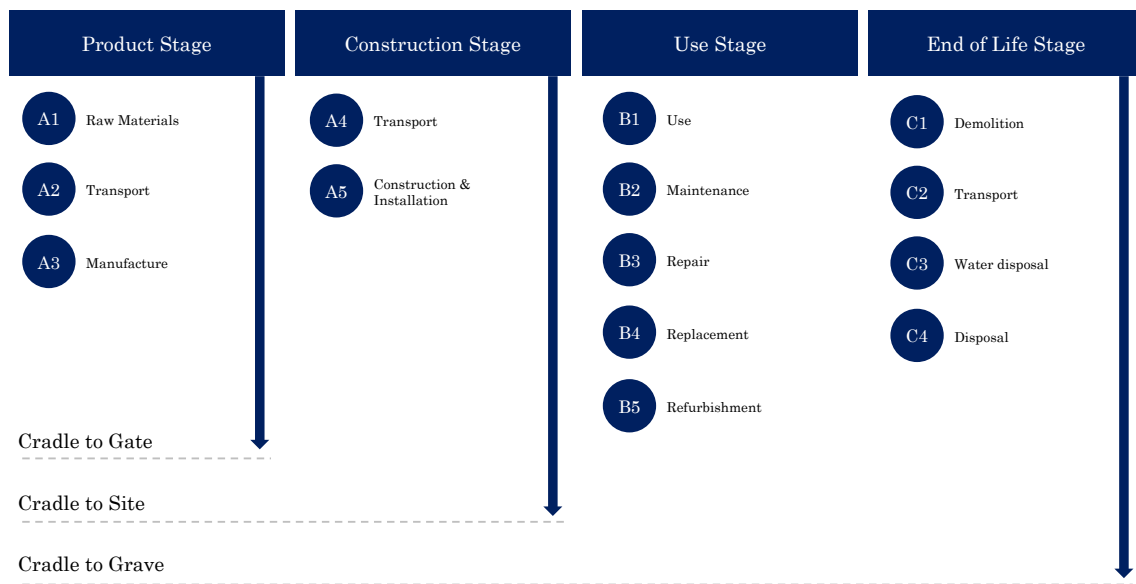 Product Stage
Construction Stage
Use Stage
End of Life Stage
A1 Raw Materials
A2 Transport
A3 Manufacture
A4 Transport
A5 Construction &
Installation
B1 Use
B2 Maintenance
B3 Repair
B4 Replacement
B5 Refurbishment
C1 Demolition
C2 Transport
C3 Water disposal
C4 Disposal
Cradle to Gate
Cradle to Site
Cradle to Grave